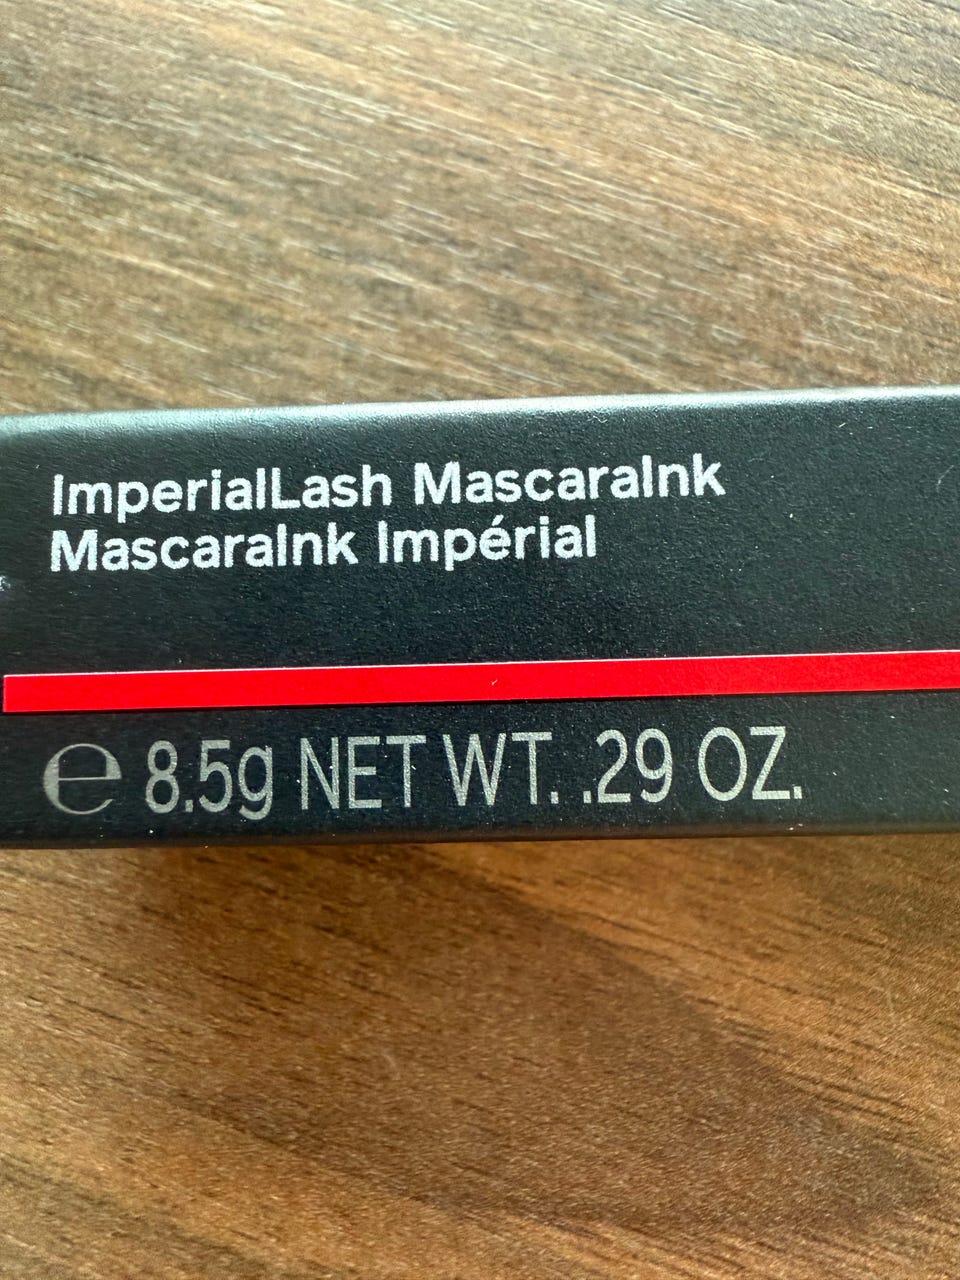 ImperialLash MascaraInk
MascaraInk Impérial
℮ 8.5g NET WT. .29 OZ.